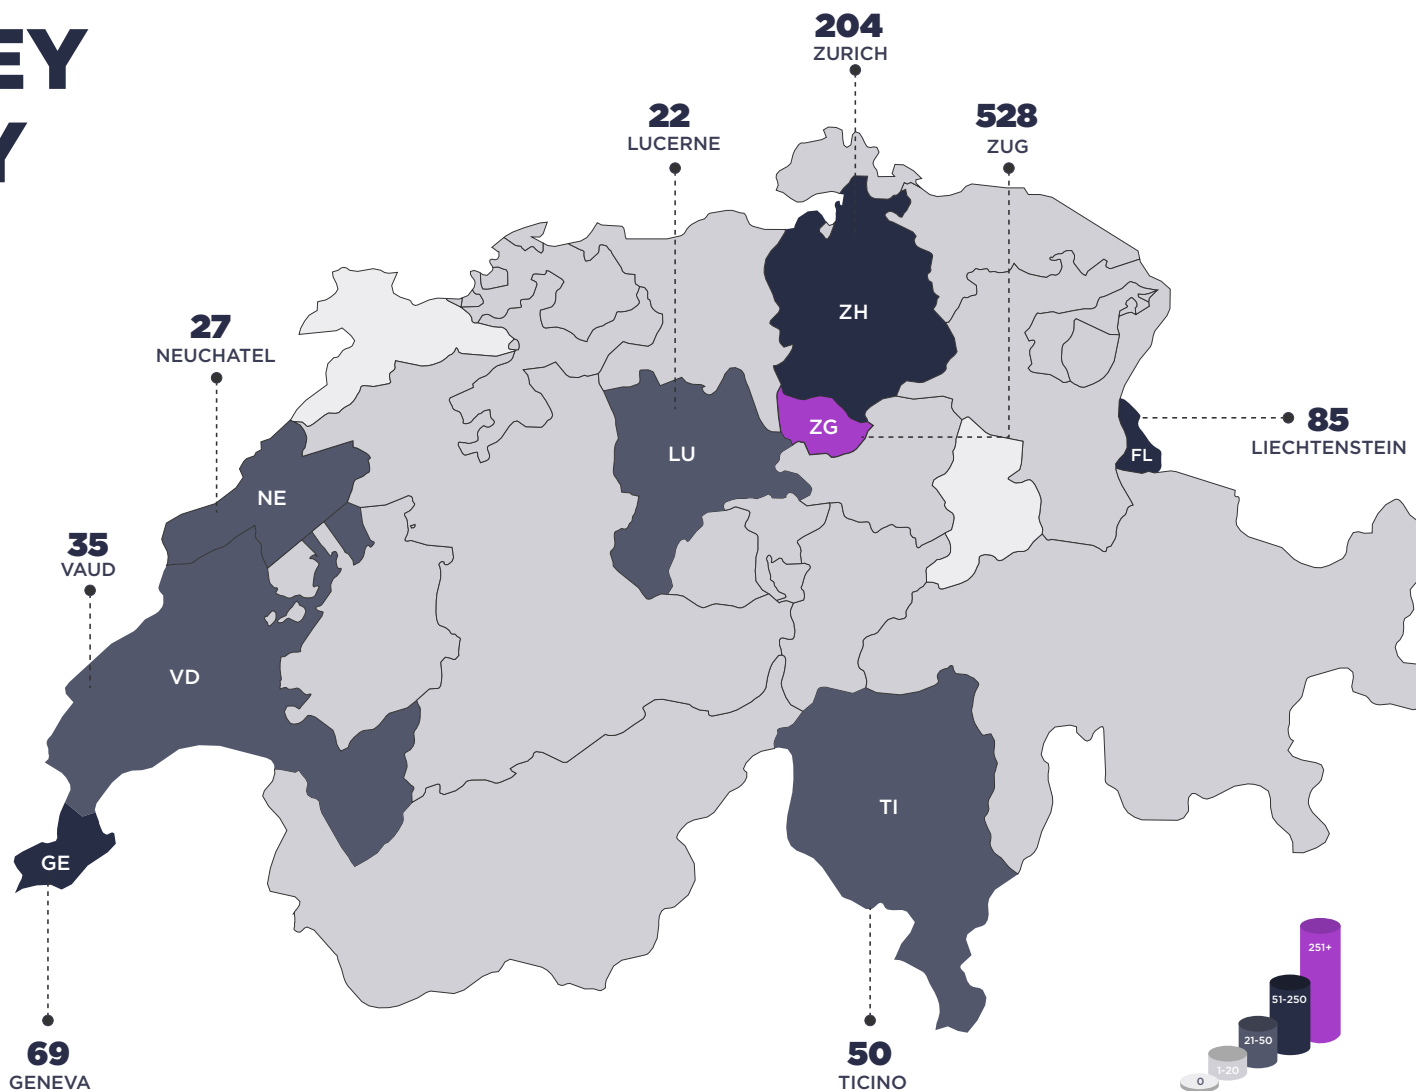 EY
Y
204
ZURICH
22
LUCERNE
528
ZUG
27
NEUCHATEL
ZH
ZG
85
LIECHTENSTEIN
LU
FL
NE
35
VAUD
VD
TI
GE
251+
51-250
21-50
1-20
0
69
GENEVA
50
TICINO